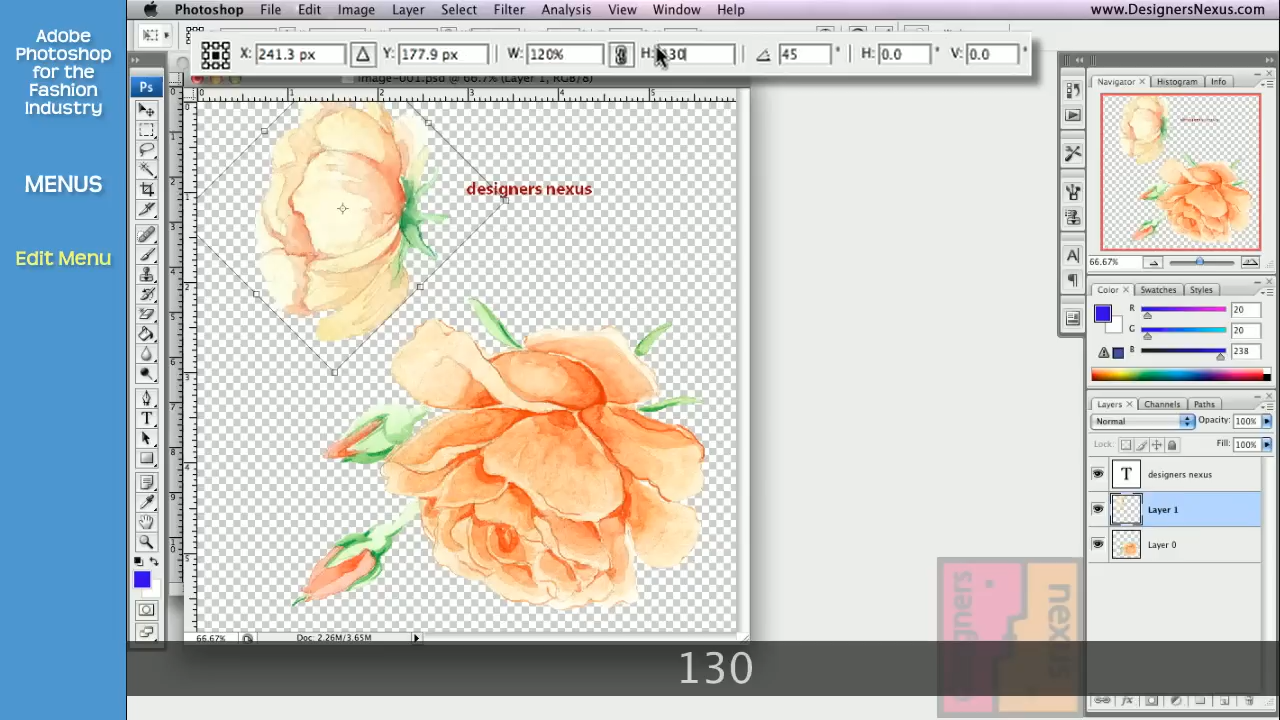 Photoshop File Edit Image Layer Select Filter Analysis View Window Help
www.DesignersNexus.com
Adobe
Photoshop
for the
Fashion
Industry
MENUS
Edit Menu
X: 241.3 px Y: 177.9 px W: 120% H: 30 45 ° H: 0.0 ° V: 0.0 °
image-001.psd @ 66.7% (Layer 1, RGB/8)
Ps
designers nexus
66.67% Doc: 2.26M/3.65M
Navigator × Histogram Info
66.67%
Color × Swatches Styles
R 20
G 20
B 238
Layers × Channels Paths
Normal Opacity: 100%
Lock: Fill: 100%
T designers nexus
Layer 1
Layer 0
designers
nexus
130